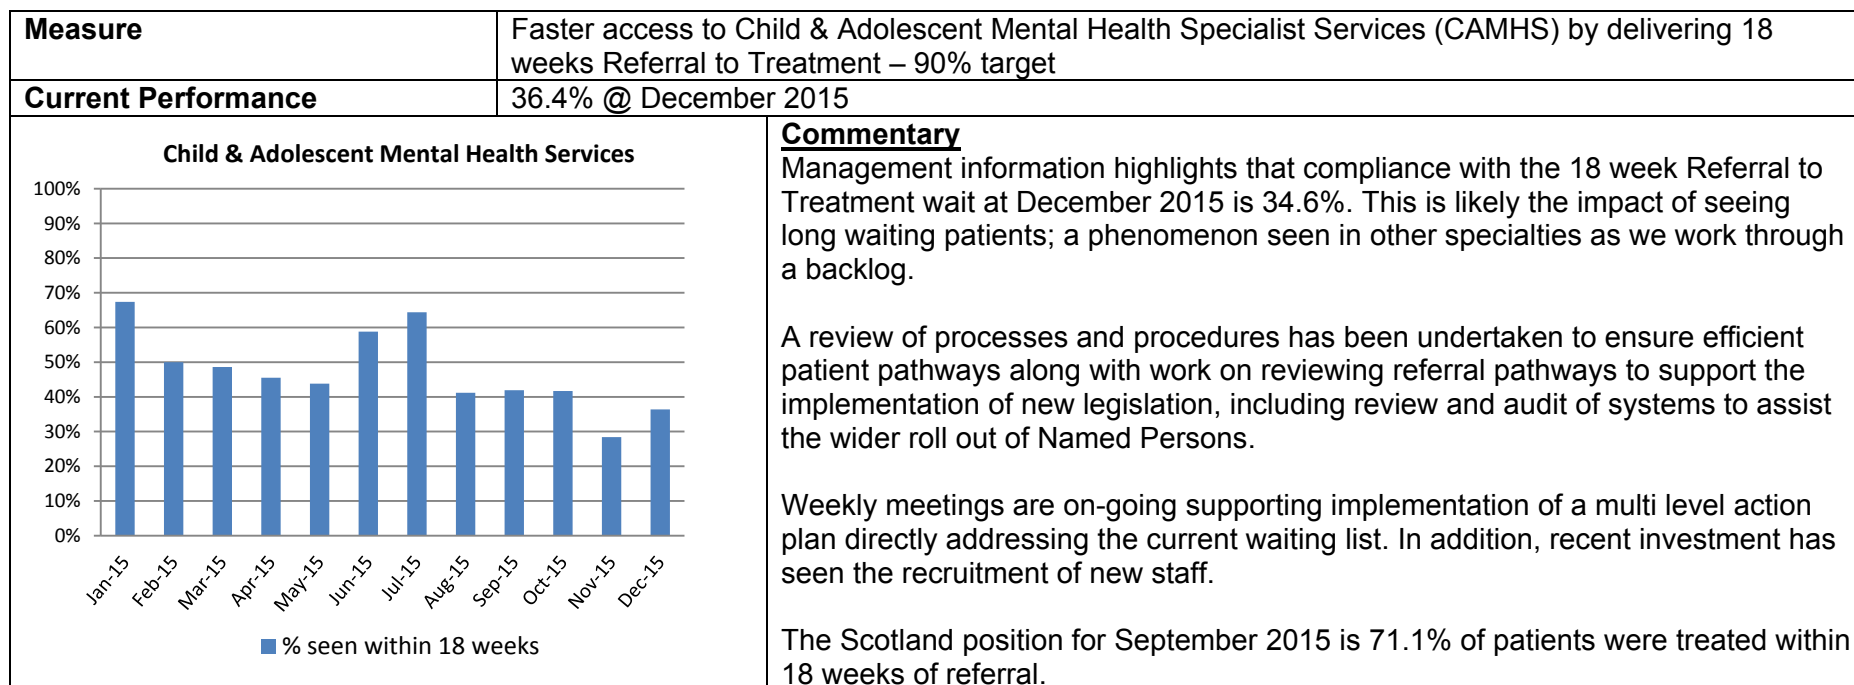 Measure
Faster access to Child & Adolescent Mental Health Specialist Services (CAMHS) by delivering 18
weeks Referral to Treatment – 90% target
Current Performance
36.4% @ December 2015
Child & Adolescent Mental Health Services
100%
90%
80%
70%
60%
50%
40%
30%
20%
10%
0%
Jan-15
Feb-15
Mar-15
Apr-15
May-15
Jun-15
Jul-15
Aug-15
Sep-15
Oct-15
Nov-15
Dec-15
% seen within 18 weeks
Commentary
Management information highlights that compliance with the 18 week Referral to
Treatment wait at December 2015 is 34.6%. This is likely the impact of seeing
long waiting patients; a phenomenon seen in other specialties as we work through
a backlog.
A review of processes and procedures has been undertaken to ensure efficient
patient pathways along with work on reviewing referral pathways to support the
implementation of new legislation, including review and audit of systems to assist
the wider roll out of Named Persons.
Weekly meetings are on-going supporting implementation of a multi level action
plan directly addressing the current waiting list. In addition, recent investment has
seen the recruitment of new staff.
The Scotland position for September 2015 is 71.1% of patients were treated within
18 weeks of referral.